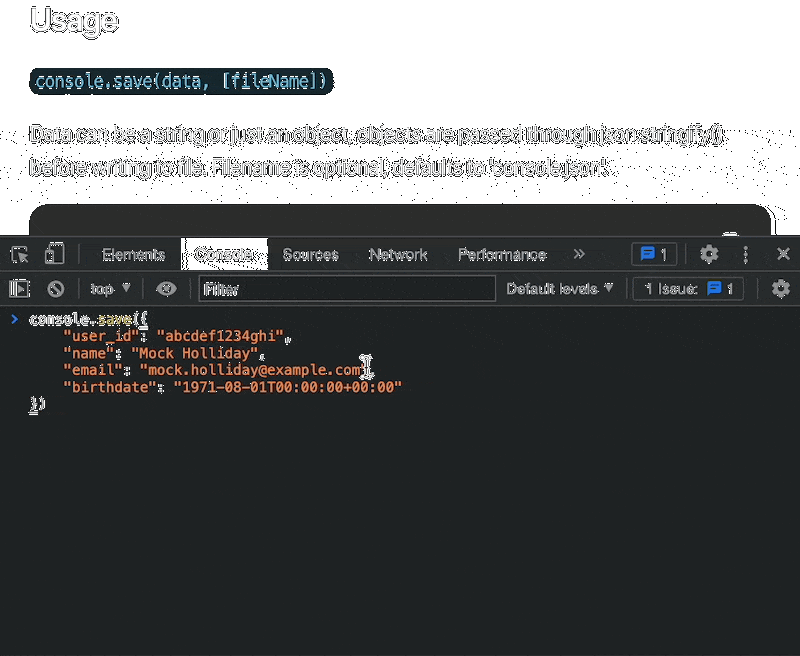 Usage
console.save(data, [fileName])
Data can be a string or just an object, objects are passed through json.stringify()
before writing to file. Filename is optional, defaults to 'console.json'.
Elements Console Sources Network Performance » 1
top ▼ Filter Default levels ▼ 1 Issue: 1
> console.save({
"user_id": "abcdef1234ghi",
"name": "Mock Holliday",
"email": "mock.holliday@example.com",
"birthdate": "1971-08-01T00:00:00+00:00"
})